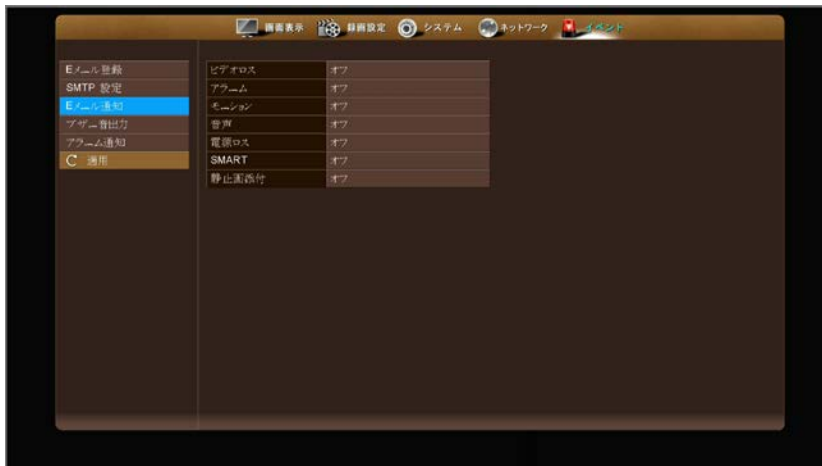 画面表示 録画設定 システム ネットワーク イベント
Eメール登録
SMTP 設定
Eメール通知
ブザー音出力
アラーム通知
適用
ビデオロス オフ
アラーム オフ
モーション オフ
音声 オフ
電源ロス オフ
SMART オフ
静止画添付 オフ